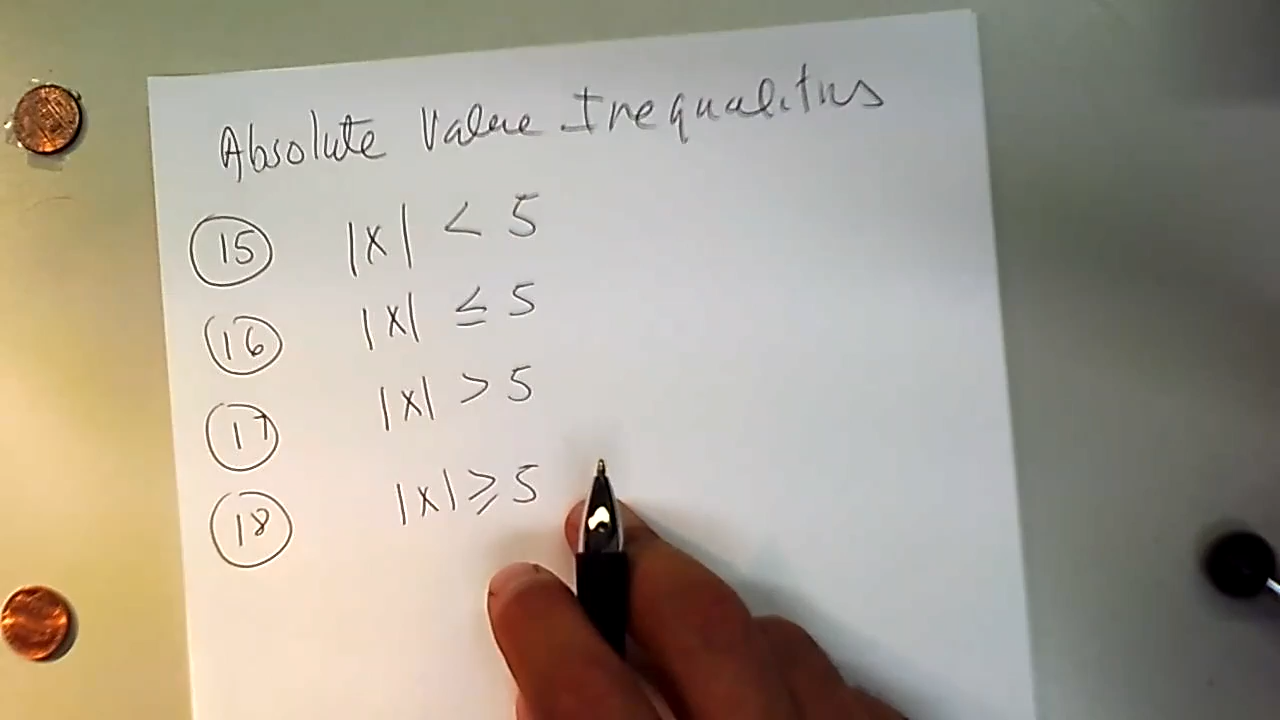 Absolute Value Inequalities
15 |x| < 5
16 |x| ≤ 5
17 |x| > 5
18 |x| ≥ 5